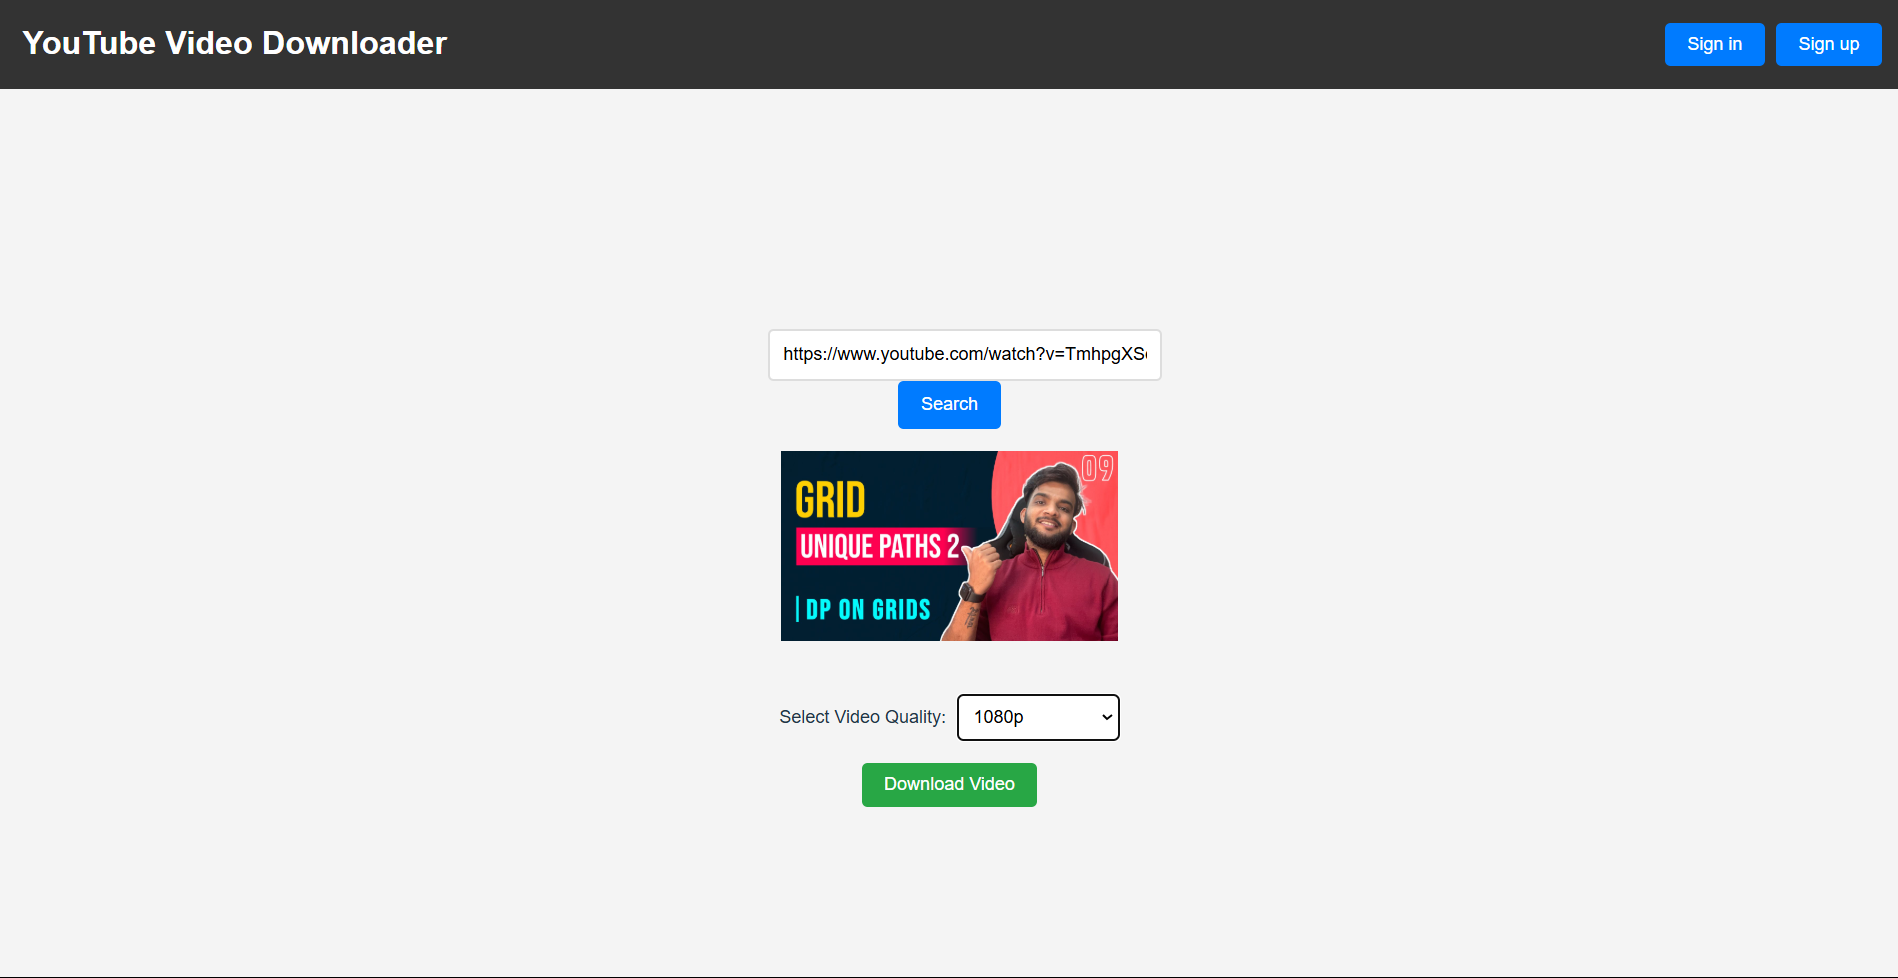 YouTube Video Downloader
Sign in
Sign up
https://www.youtube.com/watch?v=TmhpgXS
Search
09
GRID
UNIQUE PATHS 2
| DP ON GRIDS
Select Video Quality:
1080p
Download Video